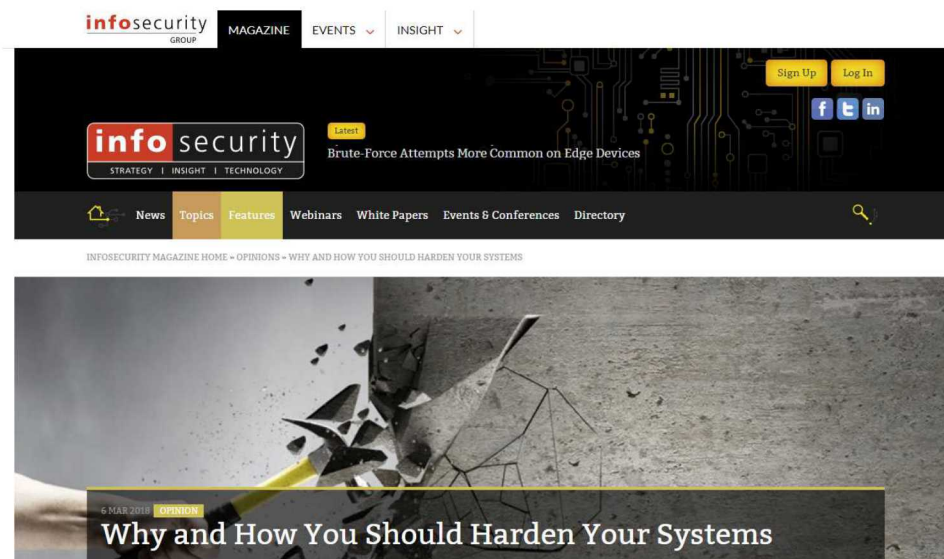 infosecurity
GROUP
MAGAZINE EVENTS INSIGHT
Sign Up Log In
info security
STRATEGY | INSIGHT | TECHNOLOGY
Latest
Brute-Force Attempts More Common on Edge Devices
News Topics Features Webinars White Papers Events & Conferences Directory
INFOSECURITY MAGAZINE HOME » OPINIONS » WHY AND HOW YOU SHOULD HARDEN YOUR SYSTEMS
6 MAR 2018 OPINION
Why and How You Should Harden Your Systems